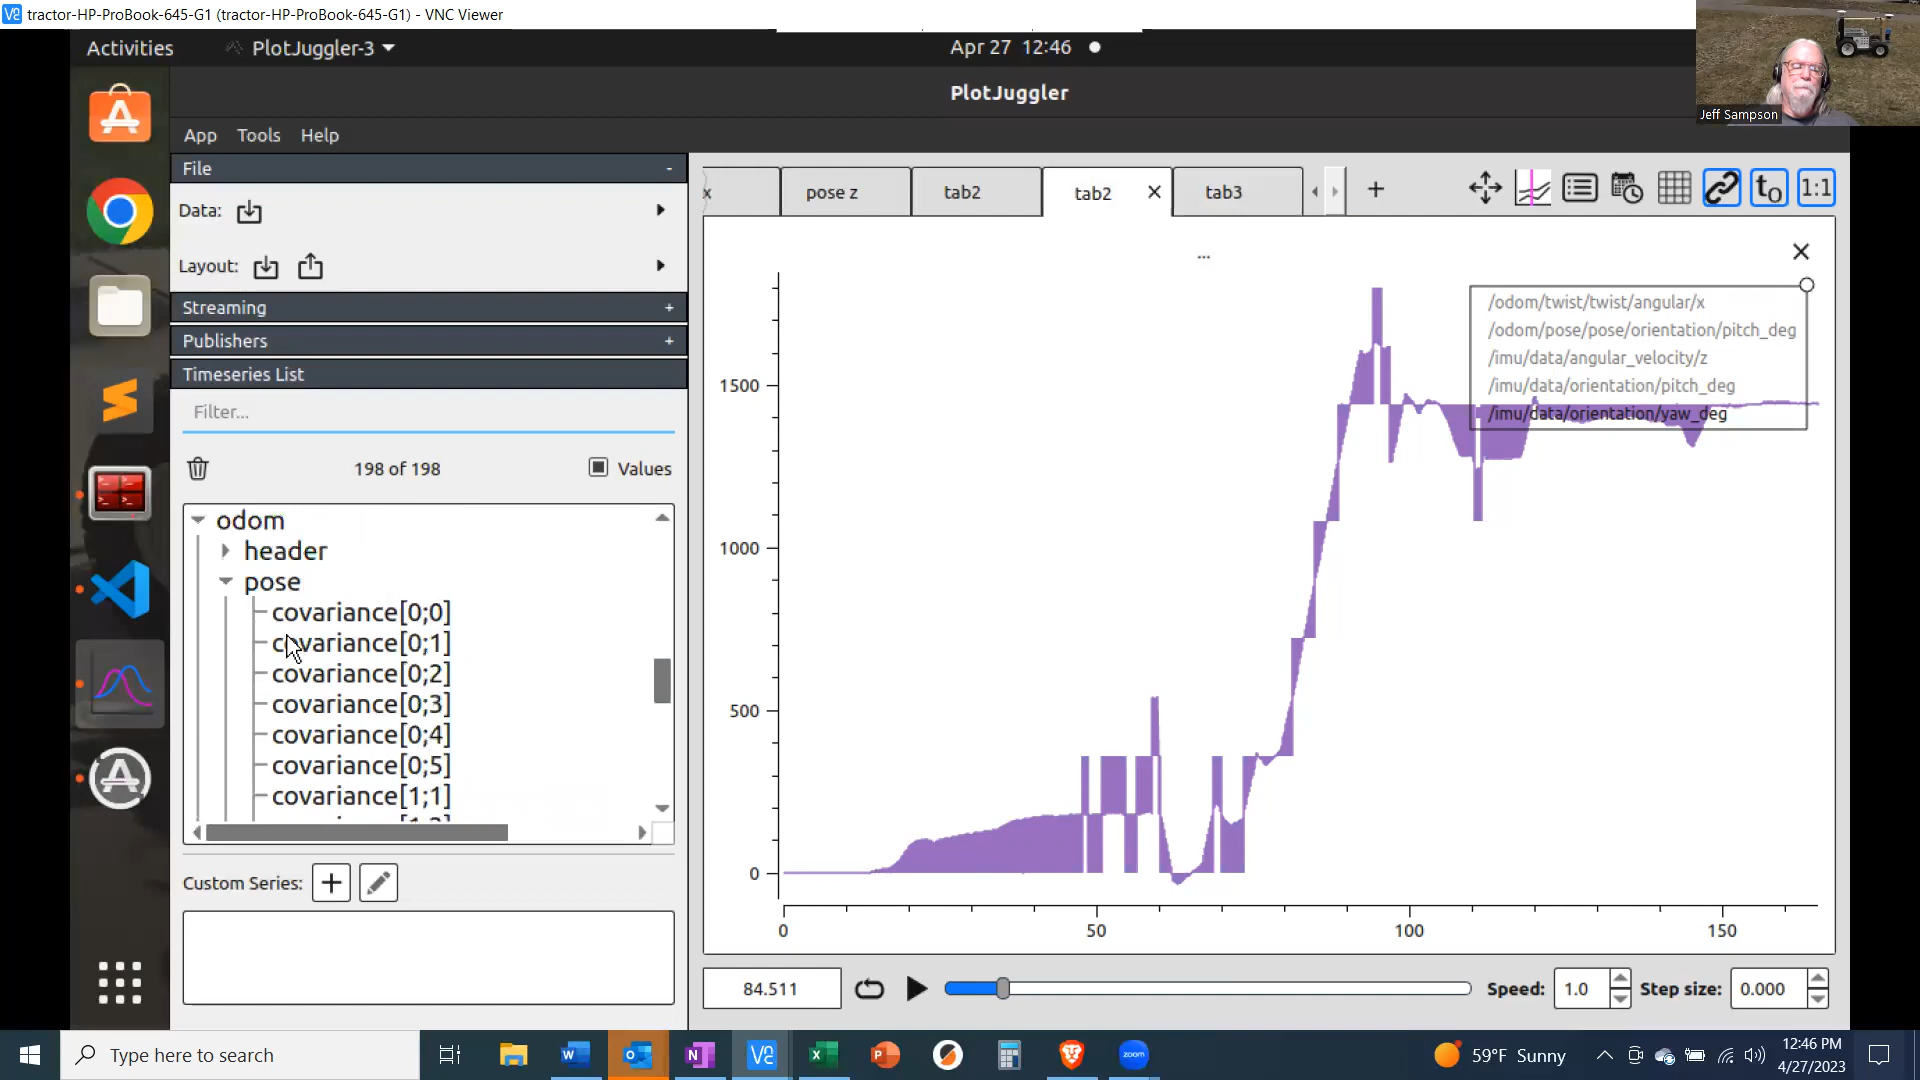 tractor-HP-ProBook-645-G1 (tractor-HP-ProBook-645-G1) - VNC Viewer
Activities PlotJuggler-3 Apr 27 12:46
PlotJuggler
Jeff Sampson
App Tools Help
File -
Data:
Layout:
Streaming +
Publishers +
Timeseries List
Filter...
198 of 198 Values
odom
header
pose
covariance[0;0]
covariance[0;1]
covariance[0;2]
covariance[0;3]
covariance[0;4]
covariance[0;5]
covariance[1;1]
Custom Series:
x pose z tab2 tab2 tab3 + to 1:1
...
/odom/twist/twist/angular/x
/odom/pose/pose/orientation/pitch_deg
/imu/data/angular_velocity/z
/imu/data/orientation/pitch_deg
/imu/data/orientation/yaw_deg
1500
1000
500
0
0 50 100 150
84.511 Speed: 1.0 Step size: 0.000
Type here to search
59°F Sunny
12:46 PM
4/27/2023
zoom